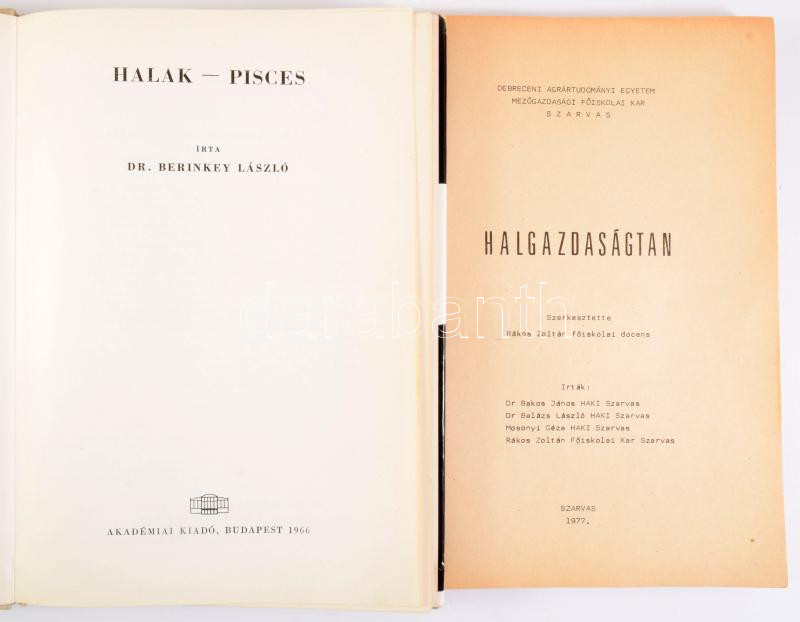 HALAK — PISCES
ÍRTA
DR. BERINKEY LÁSZLÓ
AKADÉMIAI KIADÓ, BUDAPEST 1966
DEBRECENI AGRÁRTUDOMÁNYI EGYETEM
MEZŐGAZDASÁGI FŐISKOLAI KAR
S Z A R V A S
HALGAZDASÁGTAN
Szerkesztette
Rákos Zoltán főiskolai docens
Irták:
Dr Bakos János HAKI Szarvas
Dr Balázs László HAKI Szarvas
Mosonyi Géza HAKI Szarvas
Rákos Zoltán Főiskolai Kar Szarvas
SZARVAS
1977.
darabanth